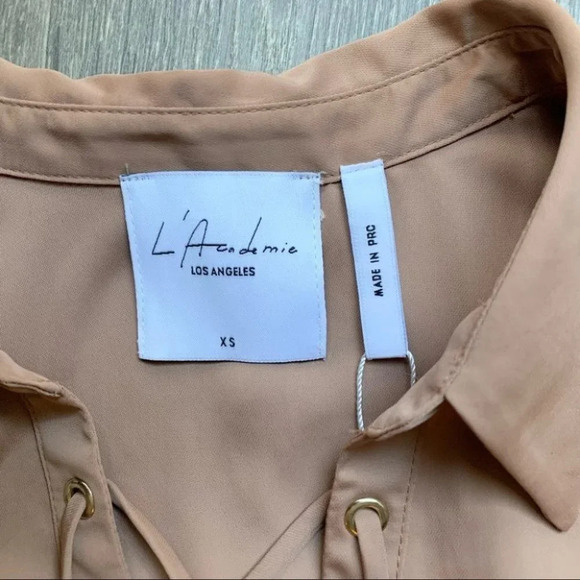 L'Academie
LOS ANGELES
XS
MADE IN PRC